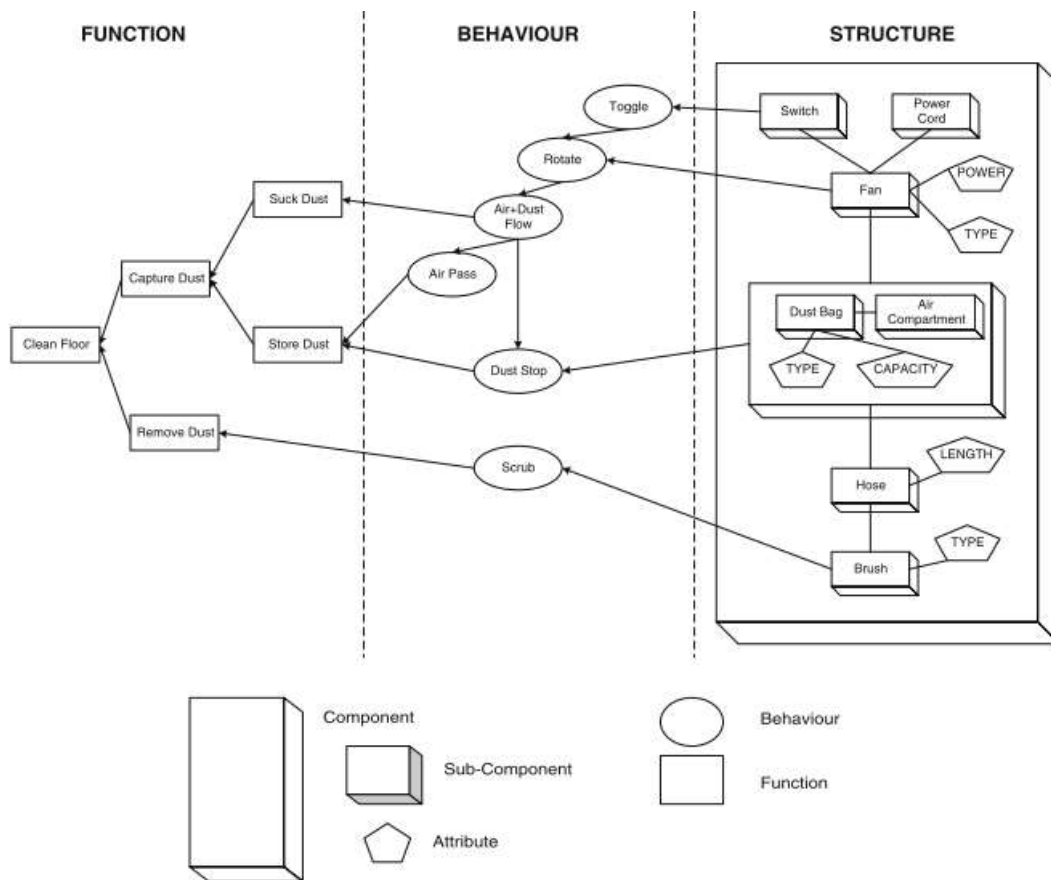 FUNCTION
BEHAVIOUR
STRUCTURE
Toggle
Switch
Power
Cord
Rotate
Fan
POWER
TYPE
Suck Dust
Air+Dust
Flow
Air Pass
Capture Dust
Dust Bag
Air
Compartment
Clean Floor
Store Dust
Dust Stop
TYPE
CAPACITY
Remove Dust
Scrub
LENGTH
Hose
TYPE
Brush
Component
Sub-Component
Attribute
Behaviour
Function